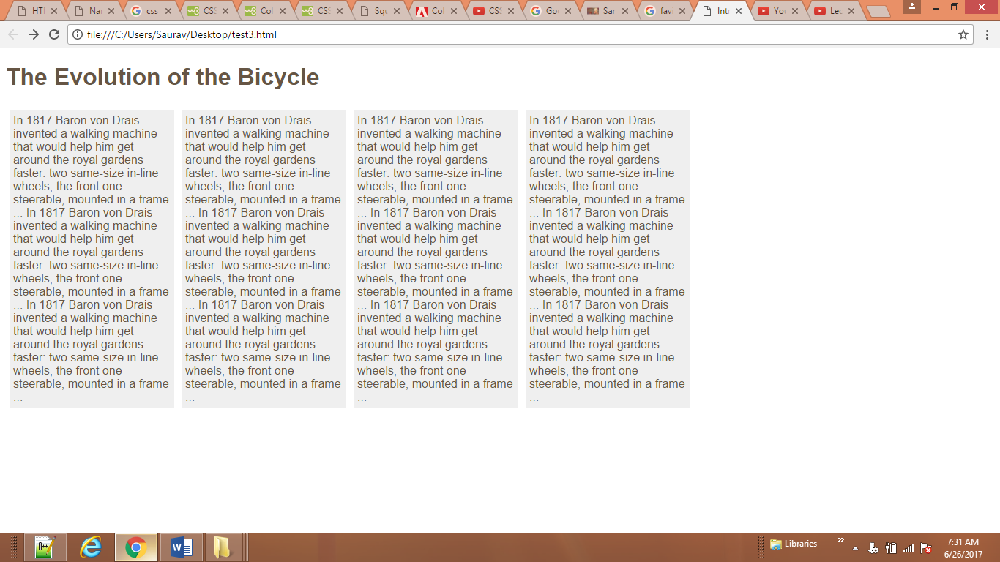 HTI
Nar
css
CSS
Col
CSS
Squ
Col
CSS
Goo
Sar
favi
Intr
You
Lec
file:///C:/Users/Saurav/Desktop/test3.html
The Evolution of the Bicycle
In 1817 Baron von Drais
invented a walking machine
that would help him get
around the royal gardens
faster: two same-size in-line
wheels, the front one
steerable, mounted in a frame
... In 1817 Baron von Drais
invented a walking machine
that would help him get
around the royal gardens
faster: two same-size in-line
wheels, the front one
steerable, mounted in a frame
... In 1817 Baron von Drais
invented a walking machine
that would help him get
around the royal gardens
faster: two same-size in-line
wheels, the front one
steerable, mounted in a frame
...
In 1817 Baron von Drais
invented a walking machine
that would help him get
around the royal gardens
faster: two same-size in-line
wheels, the front one
steerable, mounted in a frame
... In 1817 Baron von Drais
invented a walking machine
that would help him get
around the royal gardens
faster: two same-size in-line
wheels, the front one
steerable, mounted in a frame
... In 1817 Baron von Drais
invented a walking machine
that would help him get
around the royal gardens
faster: two same-size in-line
wheels, the front one
steerable, mounted in a frame
...
In 1817 Baron von Drais
invented a walking machine
that would help him get
around the royal gardens
faster: two same-size in-line
wheels, the front one
steerable, mounted in a frame
... In 1817 Baron von Drais
invented a walking machine
that would help him get
around the royal gardens
faster: two same-size in-line
wheels, the front one
steerable, mounted in a frame
... In 1817 Baron von Drais
invented a walking machine
that would help him get
around the royal gardens
faster: two same-size in-line
wheels, the front one
steerable, mounted in a frame
...
In 1817 Baron von Drais
invented a walking machine
that would help him get
around the royal gardens
faster: two same-size in-line
wheels, the front one
steerable, mounted in a frame
... In 1817 Baron von Drais
invented a walking machine
that would help him get
around the royal gardens
faster: two same-size in-line
wheels, the front one
steerable, mounted in a frame
... In 1817 Baron von Drais
invented a walking machine
that would help him get
around the royal gardens
faster: two same-size in-line
wheels, the front one
steerable, mounted in a frame
...
Libraries
7:31 AM
6/26/2017